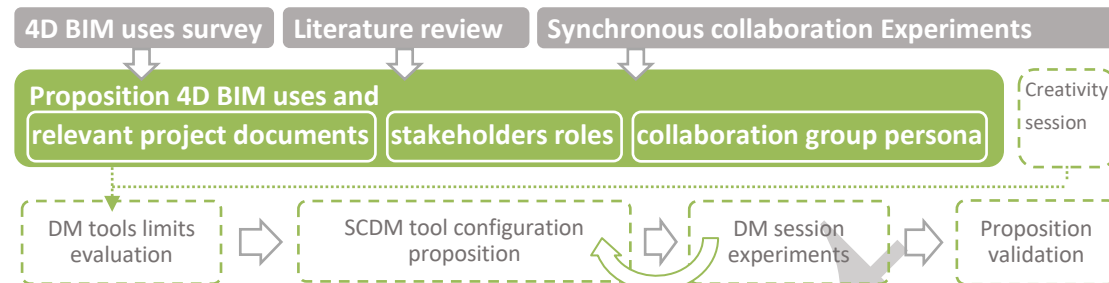 4D BIM uses survey
Literature review
Synchronous collaboration Experiments
Proposition 4D BIM uses and
relevant project documents
stakeholders roles
collaboration group persona
Creativity
session
DM tools limits
evaluation
SCDM tool configuration
proposition
DM session
experiments
Proposition
validation